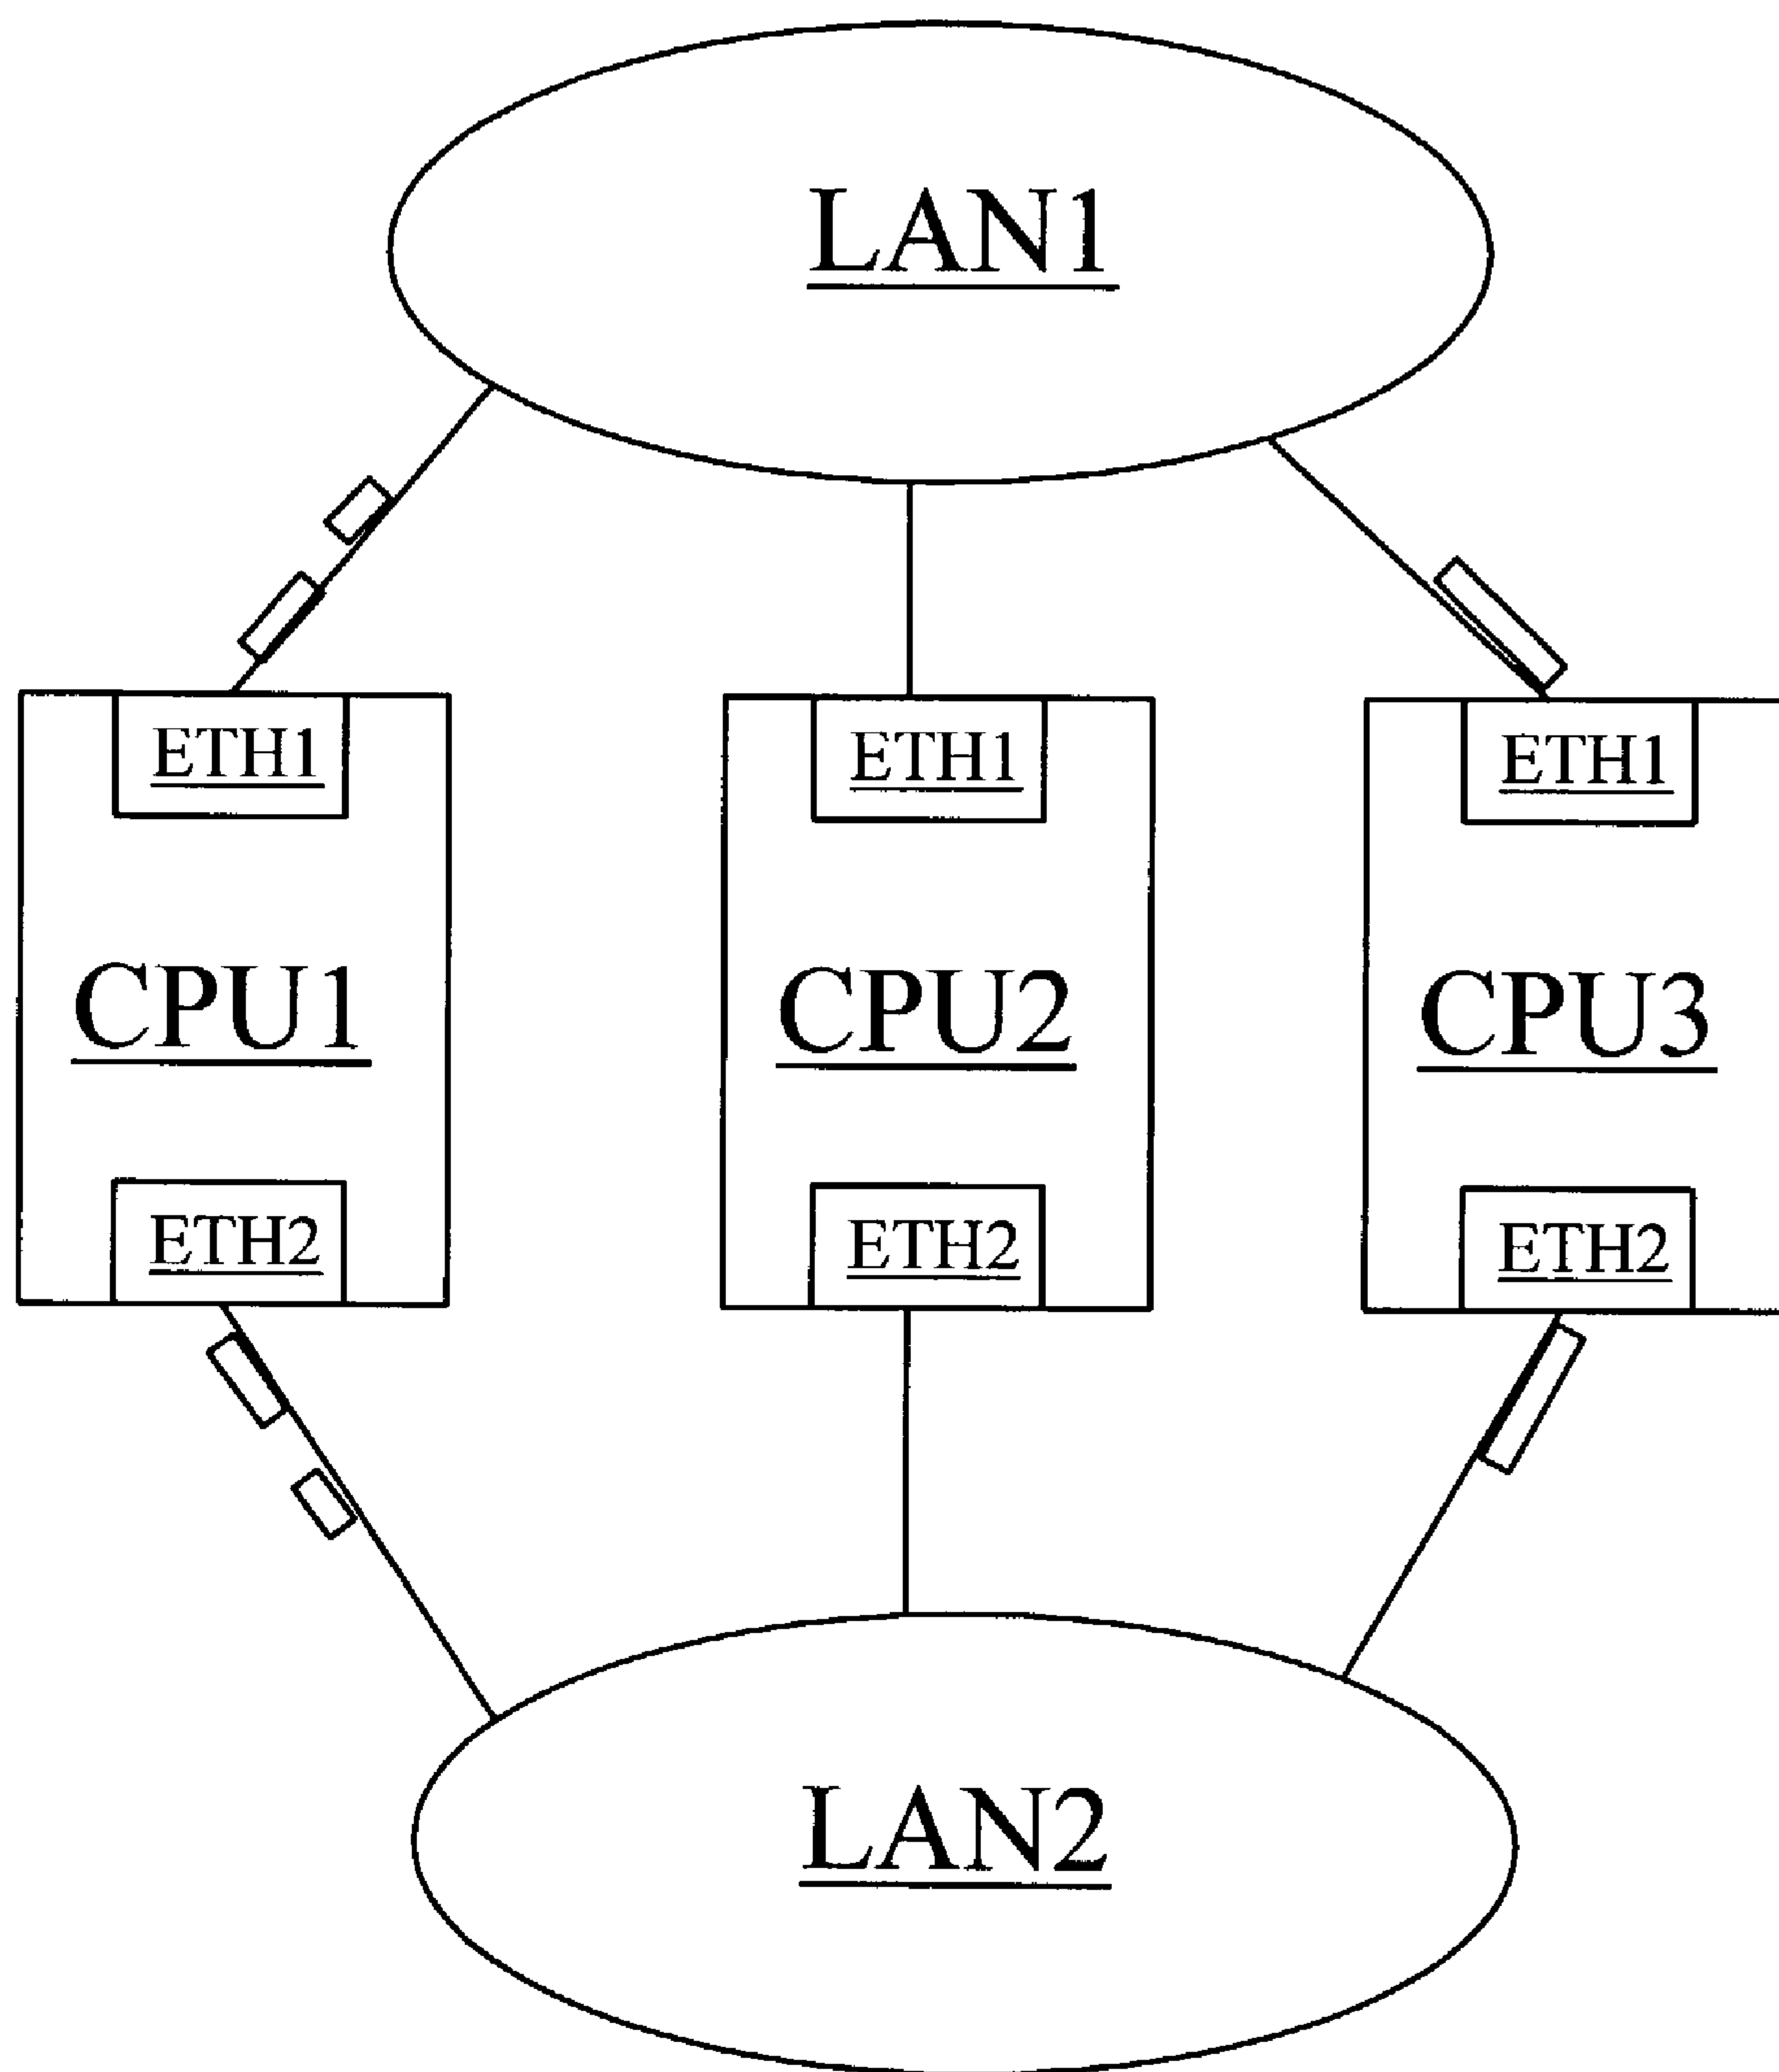 LAN1
ETH1 ETH1 ETH1
CPU1 CPU2 CPU3
ETH2 ETH2 ETH2
LAN2